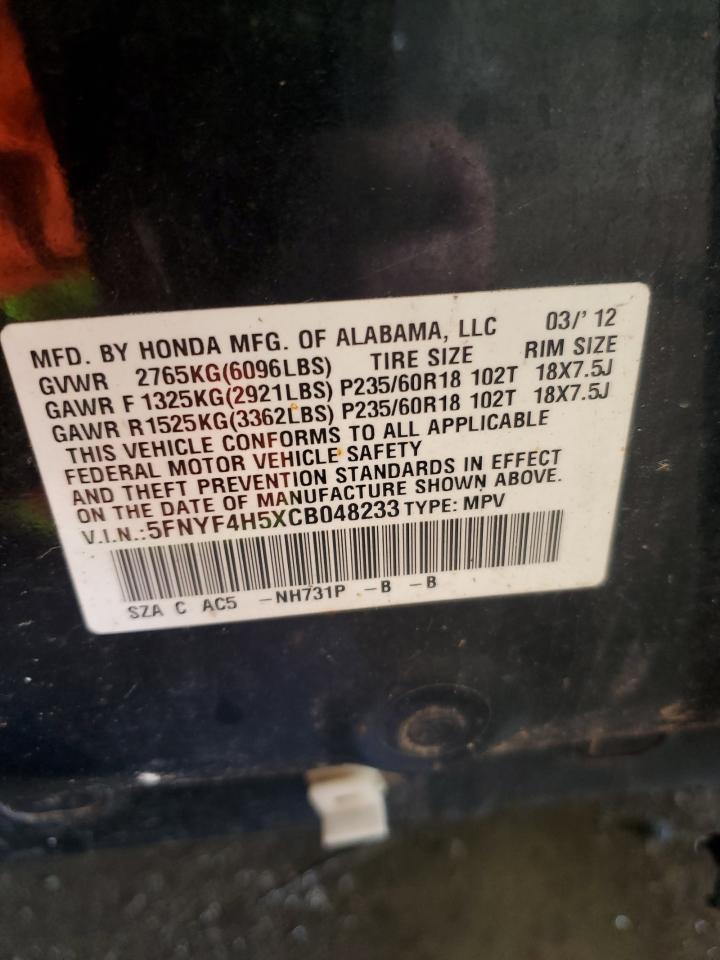 MFD. BY HONDA MFG. OF ALABAMA, LLC 03/' 12
GVWR 2765KG(6096LBS) TIRE SIZE RIM SIZE
GAWR F 1325KG(2921LBS) P235/60R18 102T 18X7.5J
GAWR R1525KG(3362LBS) P235/60R18 102T 18X7.5J
THIS VEHICLE CONFORMS TO ALL APPLICABLE
FEDERAL MOTOR VEHICLE SAFETY
AND THEFT PREVENTION STANDARDS IN EFFECT
ON THE DATE OF MANUFACTURE SHOWN ABOVE.
V.I.N.:5FNYF4H5XCB048233 TYPE: MPV
SZA C AC5 -NH731P -B -B